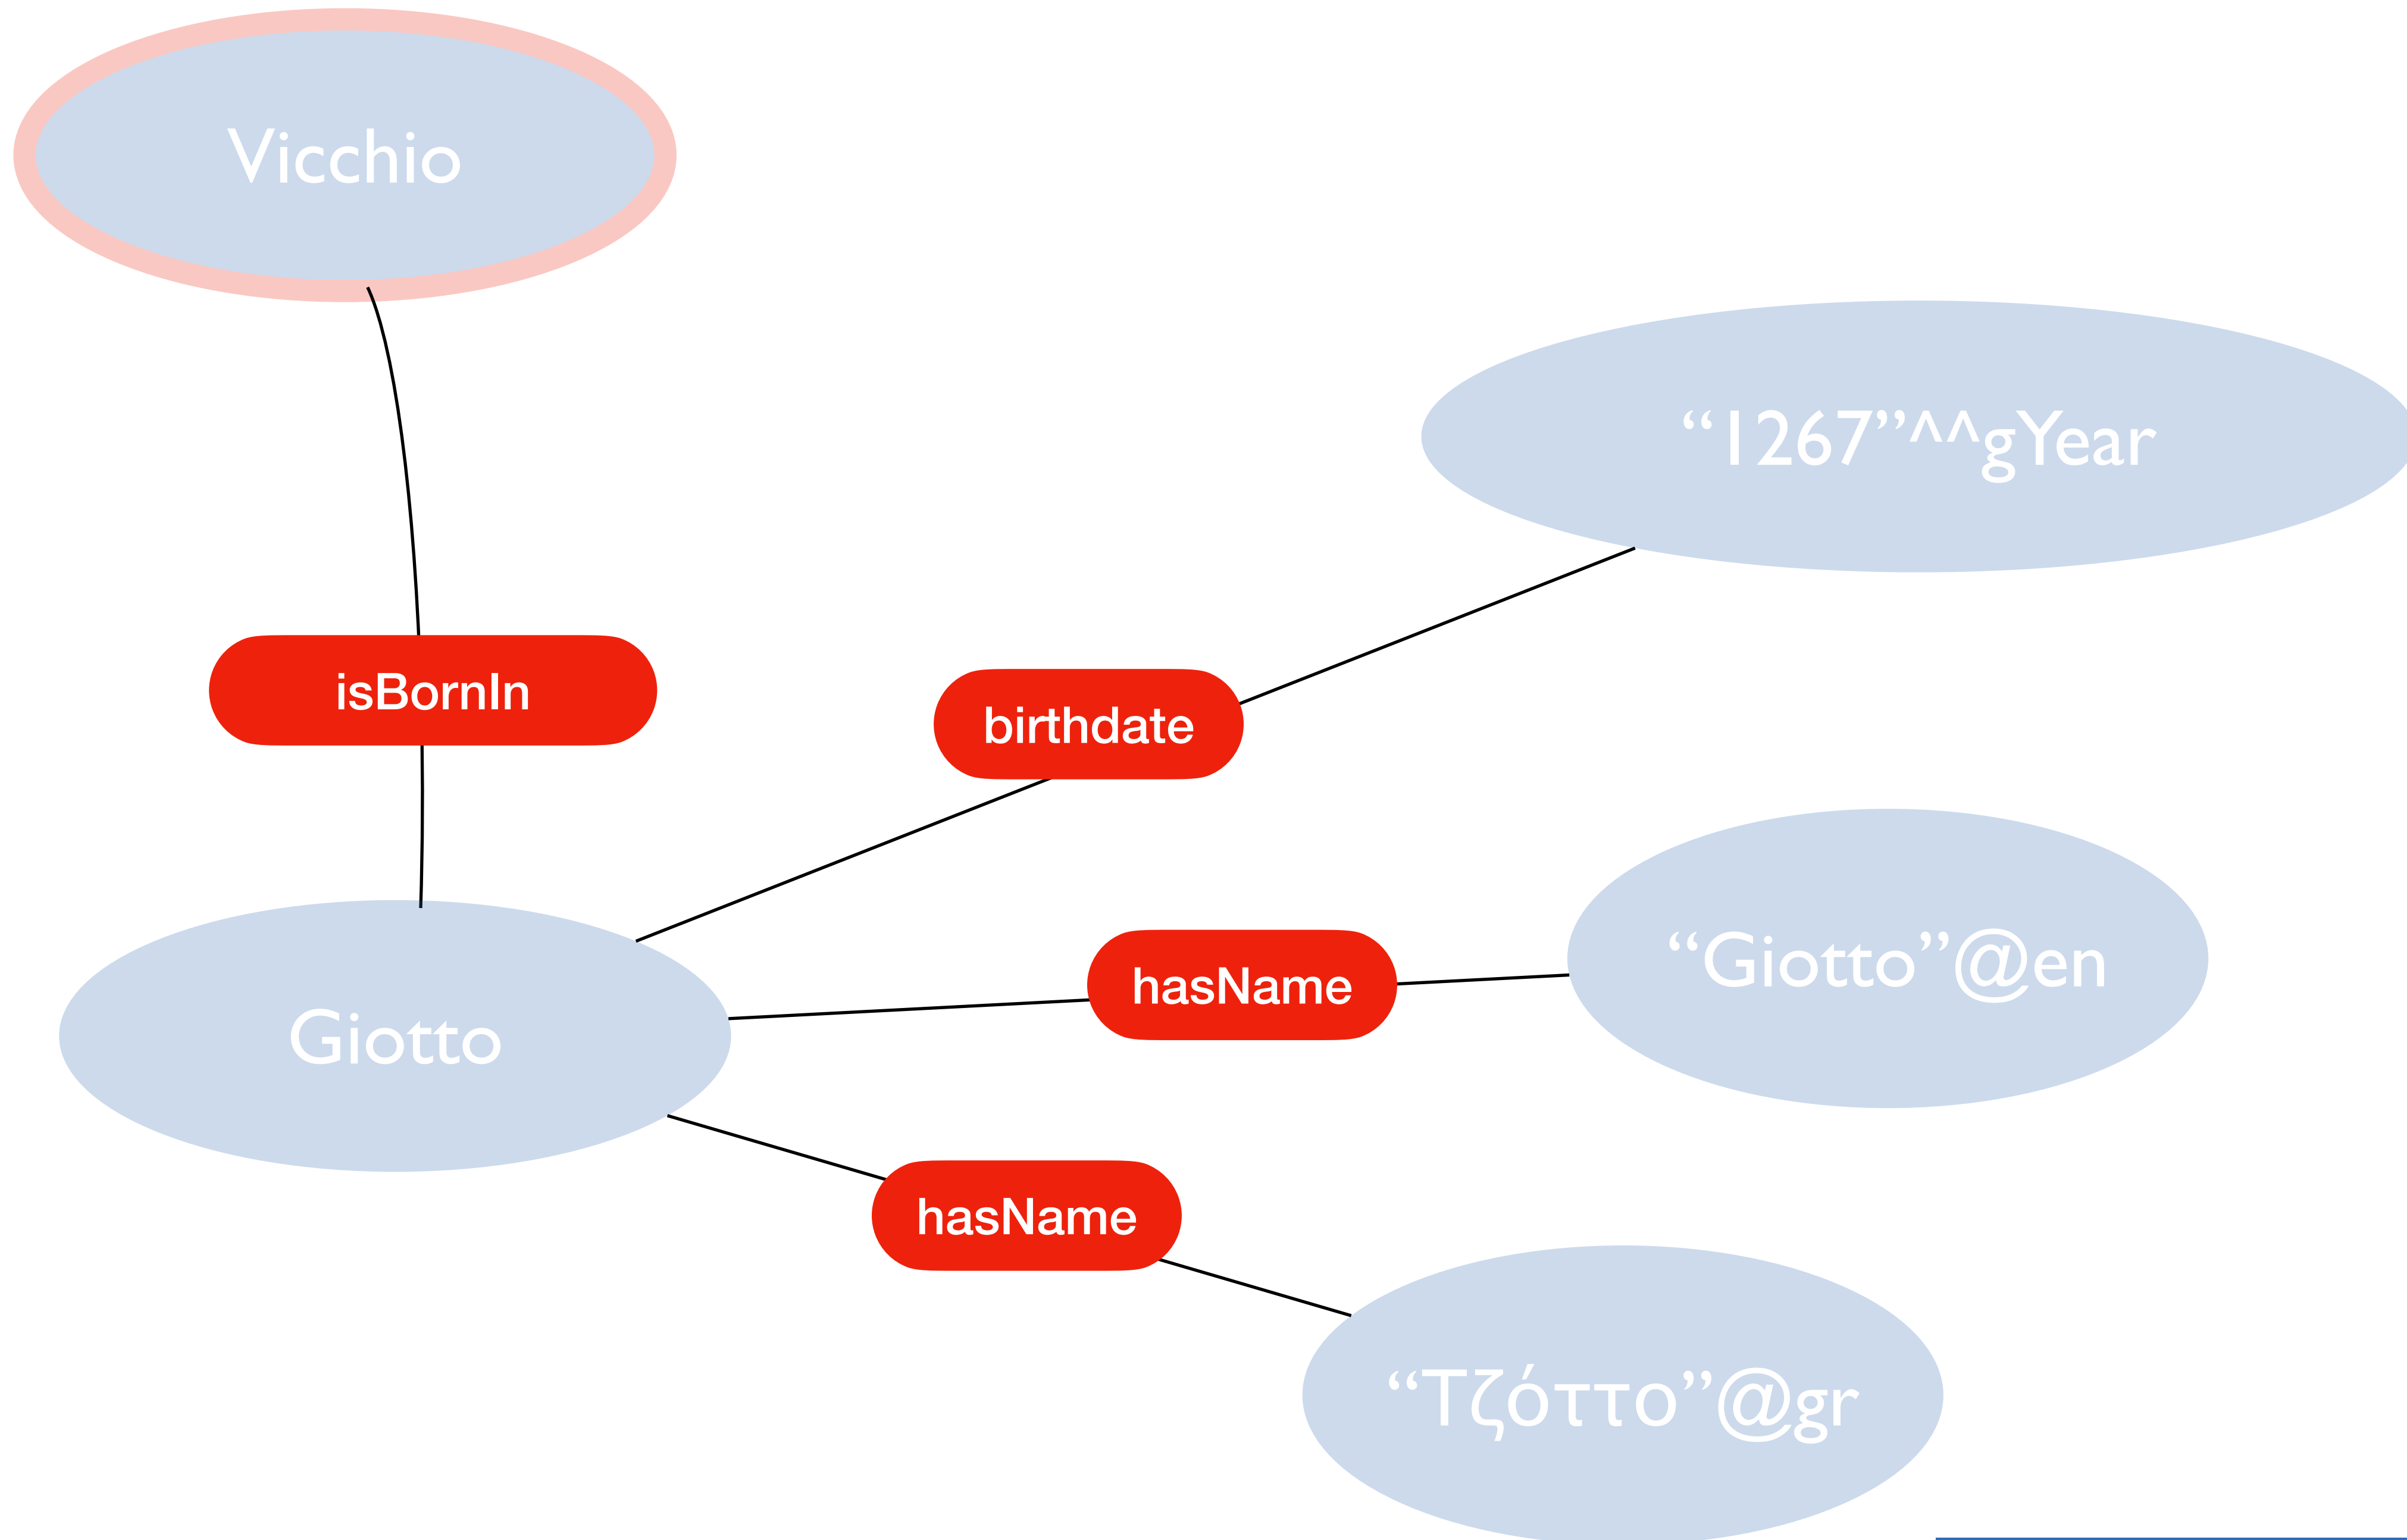 Vicchio
“1267”^^gYear
isBornIn
birthdate
“Giotto”@en
hasName
Giotto
hasName
“Τζόττο”@gr